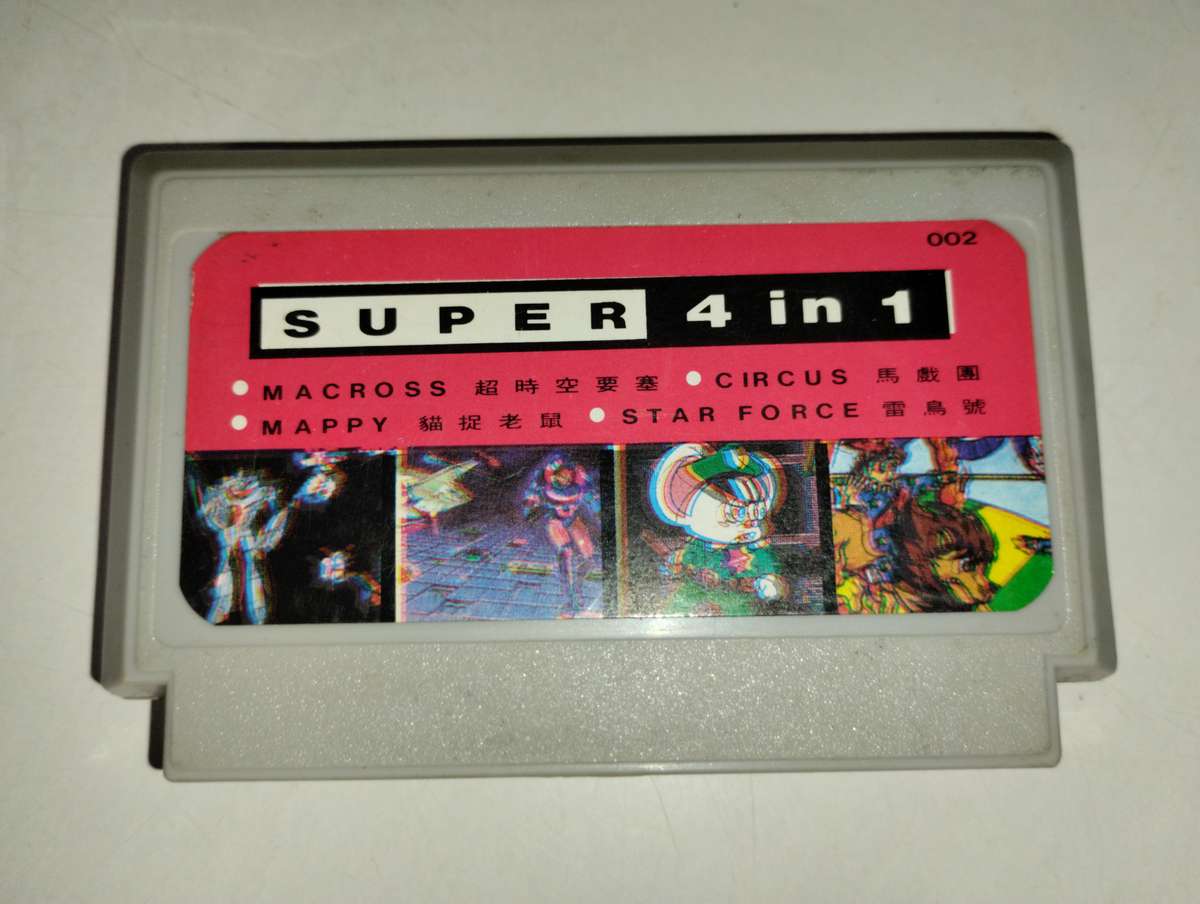 002
SUPER 4 in 1
● MACROSS 超時空要塞 ● CIRCUS 馬戲團
● MAPPY 貓捉老鼠 ● STAR FORCE 雷鳥號